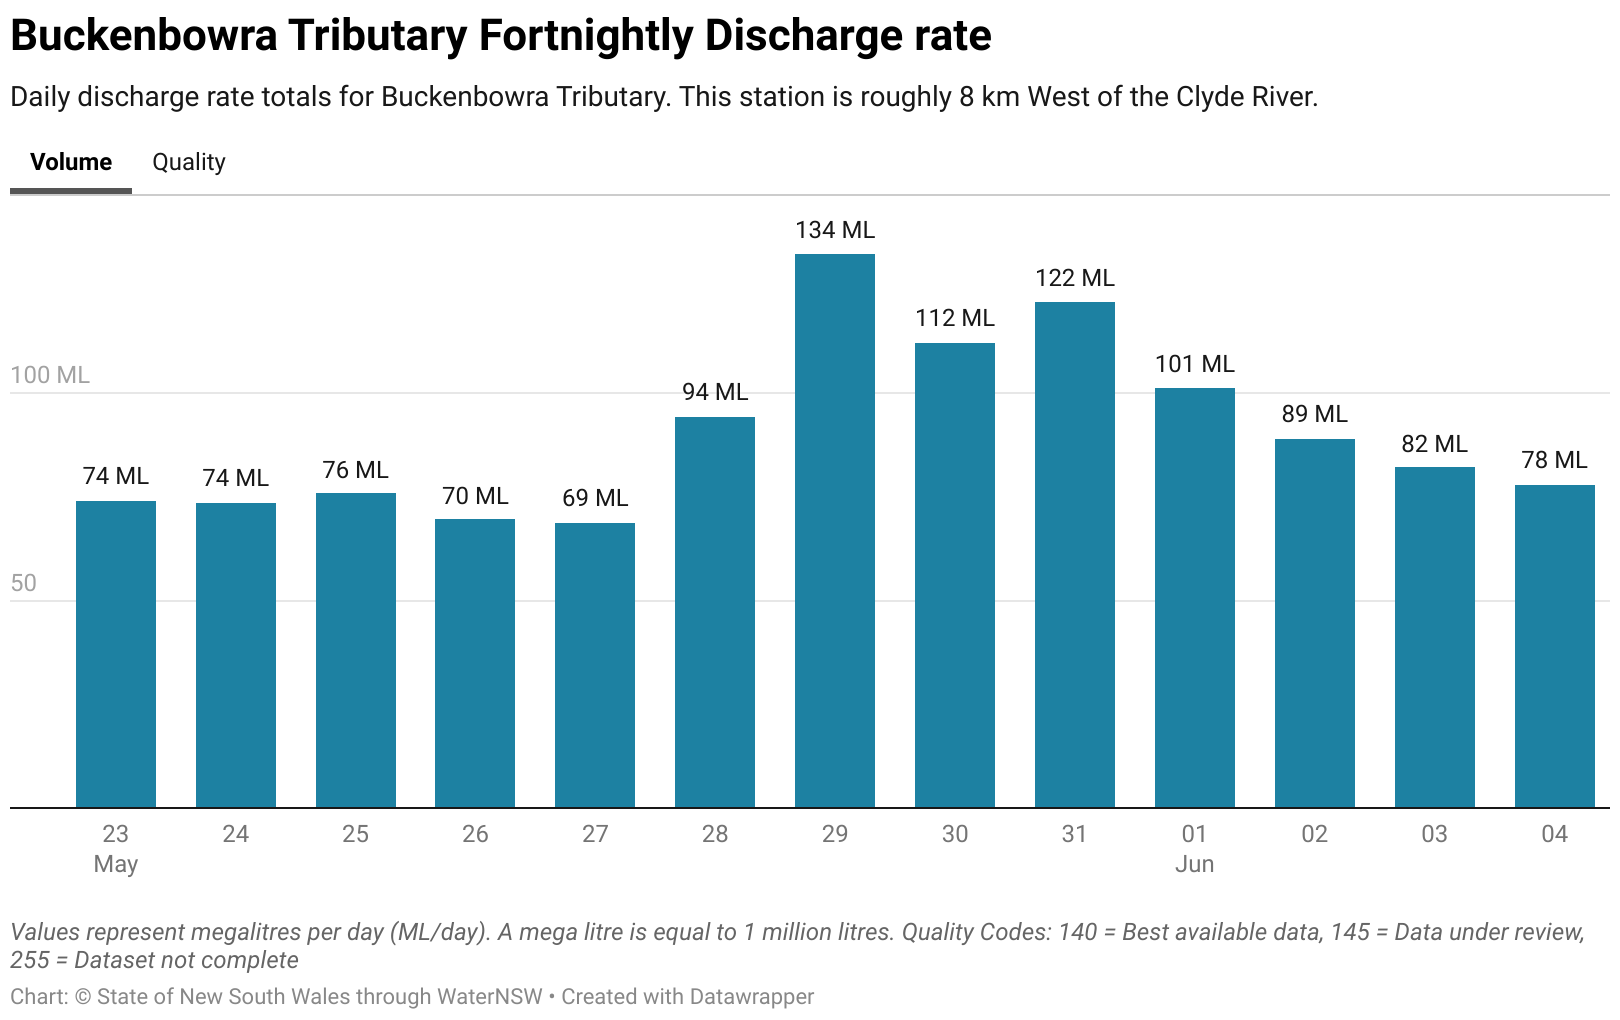 Buckenbowra Tributary Fortnightly Discharge rate
Daily discharge rate totals for Buckenbowra Tributary. This station is roughly 8 km West of the Clyde River.
Volume Quality
134 ML
122 ML
112 ML
101 ML
100 ML
94 ML
89 ML
82 ML
78 ML
76 ML
74 ML 74 ML
70 ML 69 ML
50
23 24 25 26 27 28 29 30 31 01 02 03 04
May Jun
Values represent megalitres per day (ML/day). A mega litre is equal to 1 million litres. Quality Codes: 140 = Best available data, 145 = Data under review,
255 = Dataset not complete
Chart: © State of New South Wales through WaterNSW • Created with Datawrapper